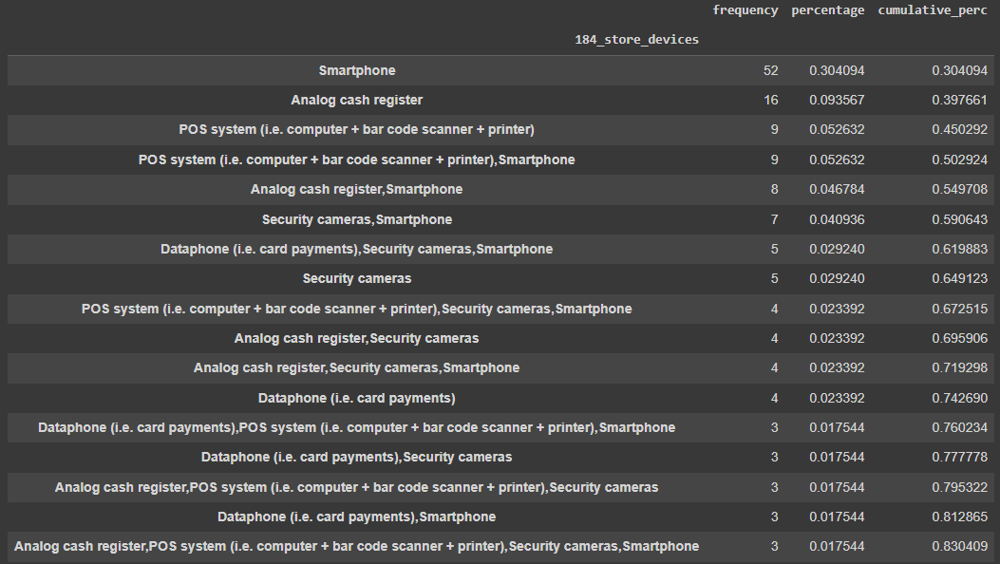 frequency percentage cumulative_perc
184_store_devices
Smartphone 52 0.304094 0.304094
Analog cash register 16 0.093567 0.397661
POS system (i.e. computer + bar code scanner + printer) 9 0.052632 0.450292
POS system (i.e. computer + bar code scanner + printer),Smartphone 9 0.052632 0.502924
Analog cash register,Smartphone 8 0.046784 0.549708
Security cameras,Smartphone 7 0.040936 0.590643
Dataphone (i.e. card payments),Security cameras,Smartphone 5 0.029240 0.619883
Security cameras 5 0.029240 0.649123
POS system (i.e. computer + bar code scanner + printer),Security cameras,Smartphone 4 0.023392 0.672515
Analog cash register,Security cameras 4 0.023392 0.695906
Analog cash register,Security cameras,Smartphone 4 0.023392 0.719298
Dataphone (i.e. card payments) 4 0.023392 0.742690
Dataphone (i.e. card payments),POS system (i.e. computer + bar code scanner + printer),Smartphone 3 0.017544 0.760234
Dataphone (i.e. card payments),Security cameras 3 0.017544 0.777778
Analog cash register,POS system (i.e. computer + bar code scanner + printer),Security cameras 3 0.017544 0.795322
Dataphone (i.e. card payments),Smartphone 3 0.017544 0.812865
Analog cash register,POS system (i.e. computer + bar code scanner + printer),Security cameras,Smartphone 3 0.017544 0.830409